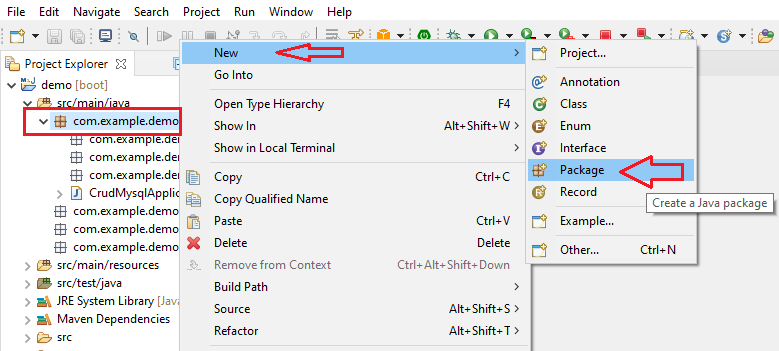 File Edit Navigate Search Project Run Window Help
Project Explorer
demo [boot]
src/main/java
com.example.demo
com.example.den
com.example.den
com.example.den
CrudMysqlApplic
com.example.demo
com.example.demo
com.example.demo
src/main/resources
src/test/java
JRE System Library [Java
Maven Dependencies
src
New
Go Into
Open Type Hierarchy F4
Show In Alt+Shift+W
Show in Local Terminal
Copy Ctrl+C
Copy Qualified Name
Paste Ctrl+V
Delete Delete
Remove from Context Ctrl+Alt+Shift+Down
Build Path
Source Alt+Shift+S
Refactor Alt+Shift+T
Project...
Annotation
Class
Enum
Interface
Package
Record
Create a Java package
Example...
Other... Ctrl+N